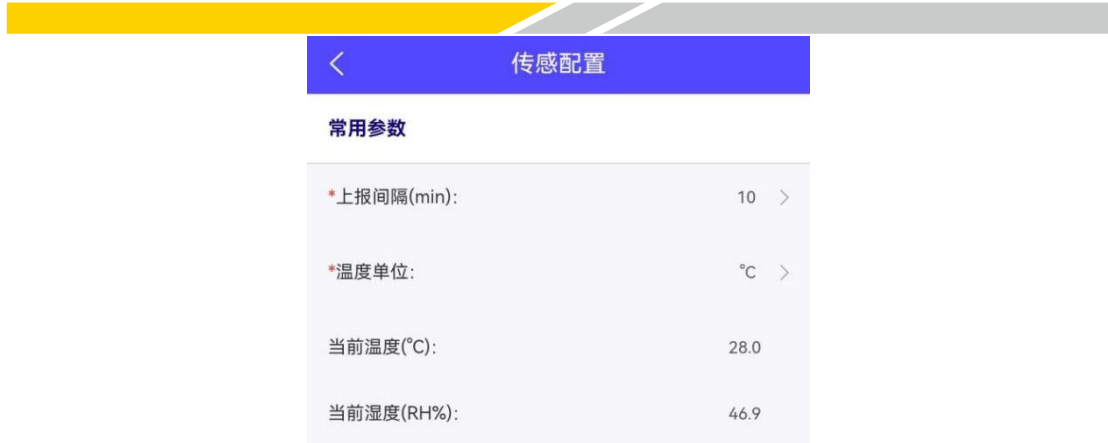 传感配置
常用参数
*上报间隔(min): 10
*温度单位: °C
当前温度(°C): 28.0
当前湿度(RH%): 46.9